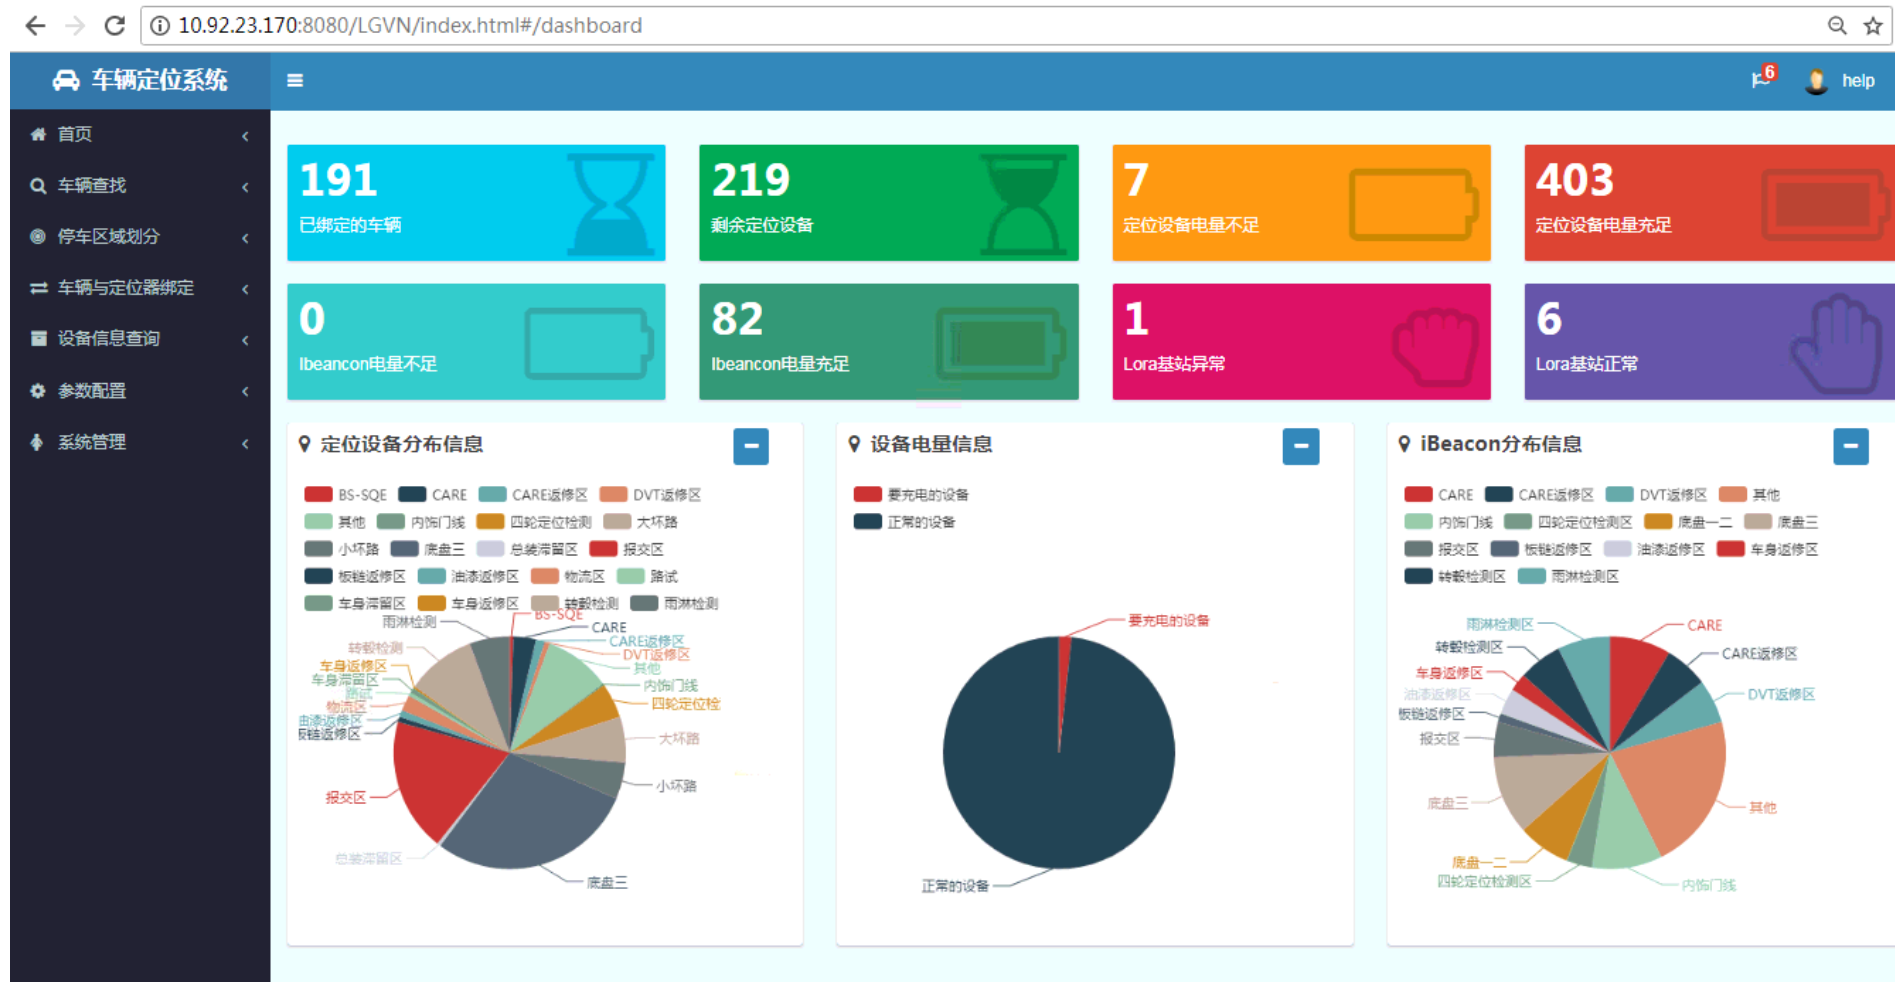 10.92.23.170:8080/LGVN/index.html#/dashboard
车辆定位系统
6
help
首页
车辆查找
停车区域划分
车辆与定位器绑定
设备信息查询
参数配置
系统管理
191
已绑定的车辆
219
剩余定位设备
7
定位设备电量不足
403
定位设备电量充足
0
Ibeancon电量不足
82
Ibeancon电量充足
1
Lora基站异常
6
Lora基站正常
定位设备分布信息
BS-SQE CARE CARE返修区 DVT返修区
其他 内饰门线 四轮定位检测 大坏路
小坏路 底盘三 总装滞留区 报交区
板链返修区 油漆返修区 物流区 路试
车身滞留区 车身返修区 转毂检测 雨淋检测
BS-SQE
CARE
CARE返修区
DVT返修区
其他
内饰门线
四轮定位检
大坏路
小坏路
底盘三
总装滞留区
报交区
板链返修区
油漆返修区
物流区
路试
车身滞留区
车身返修区
转毂检测
雨淋检测
设备电量信息
要充电的设备
正常的设备
要充电的设备
正常的设备
iBeacon分布信息
CARE CARE返修区 DVT返修区 其他
内饰门线 四轮定位检测区 底盘一二 底盘三
报交区 板链返修区 油漆返修区 车身返修区
转毂检测区 雨淋检测区
CARE
CARE返修区
DVT返修区
其他
内饰门线
四轮定位检测区
底盘一二
底盘三
报交区
板链返修区
油漆返修区
车身返修区
转毂检测区
雨淋检测区